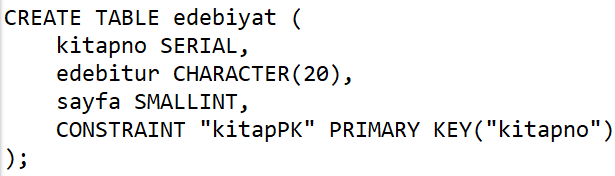 CREATE TABLE edebiyat (
    kitapno SERIAL,
    edebitur CHARACTER(20),
    sayfa SMALLINT,
    CONSTRAINT "kitapPK" PRIMARY KEY("kitapno")
);